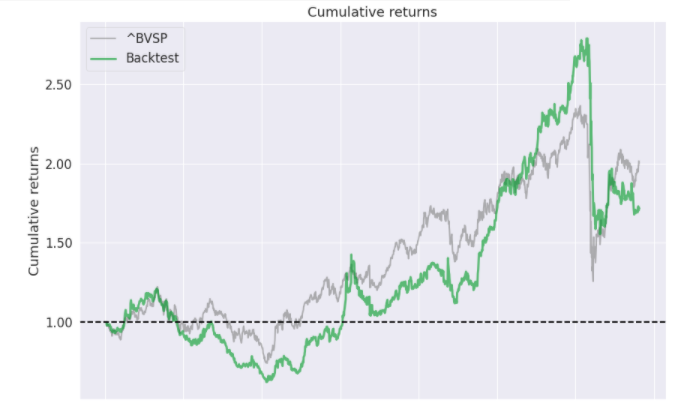 Cumulative returns
^BVSP
Backtest
2.50
2.00
1.50
1.00
Cumulative returns